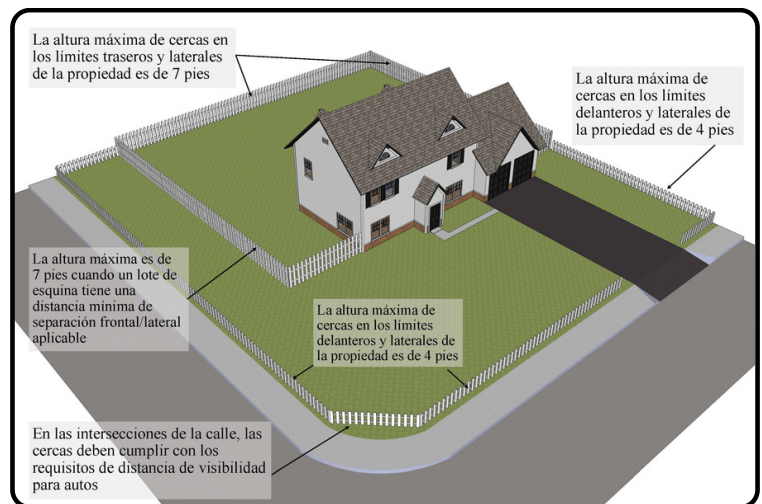 La altura máxima de cercas en
los límites traseros y laterales
de la propiedad es de 7 pies
La altura máxima de
cercas en los límites
delanteros y laterales de
la propiedad es de 4 pies
La altura máxima es de
7 pies cuando un lote de
esquina tiene una
distancia mínima de
separación frontal/lateral
aplicable
La altura máxima de
cercas en los límites
delanteros y laterales de
la propiedad es de 4 pies
En las intersecciones de la calle, las
cercas deben cumplir con los
requisitos de distancia de visibilidad
para autos